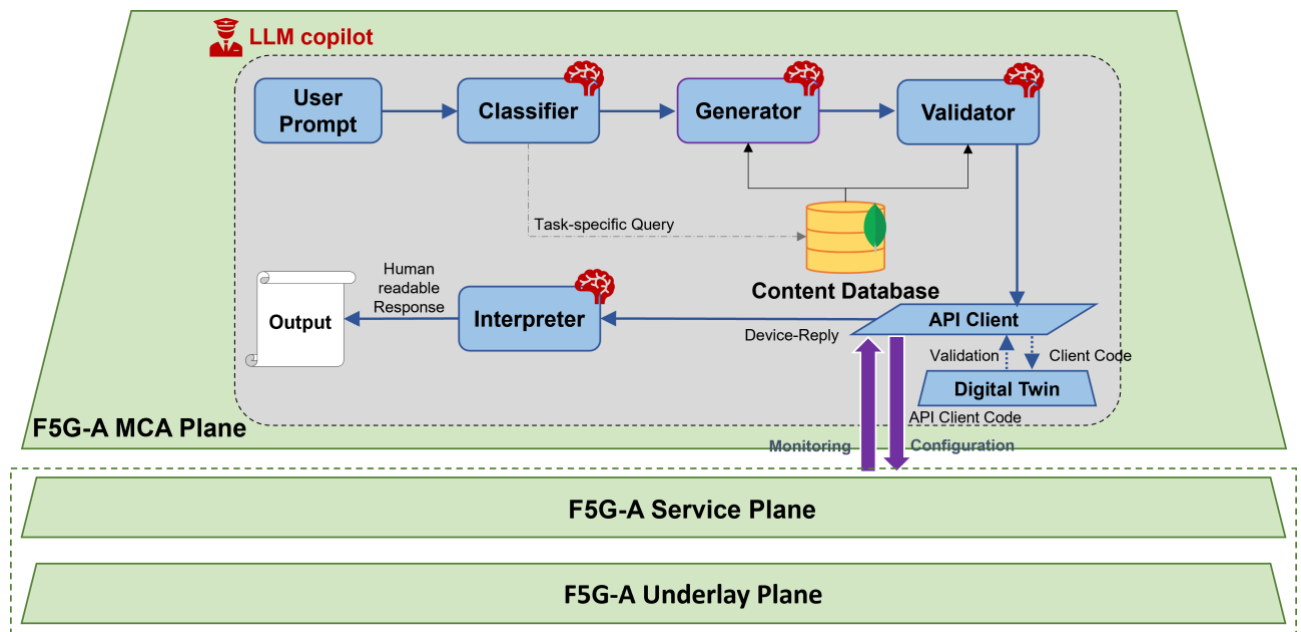 LLM copilot
User
Prompt
Classifier
Generator
Validator
Task-specific Query
Content Database
Human
readable
Response
Output
Interpreter
Device-Reply
API Client
Validation
Client Code
Digital Twin
API Client Code
F5G-A MCA Plane
Monitoring
Configuration
F5G-A Service Plane
F5G-A Underlay Plane